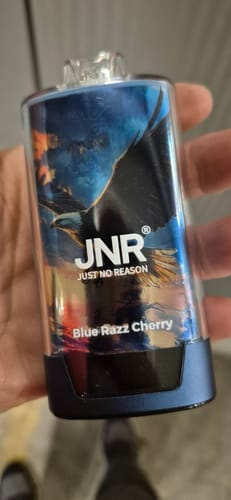 JNR®
JUST NO REASON
Blue Razz Cherry